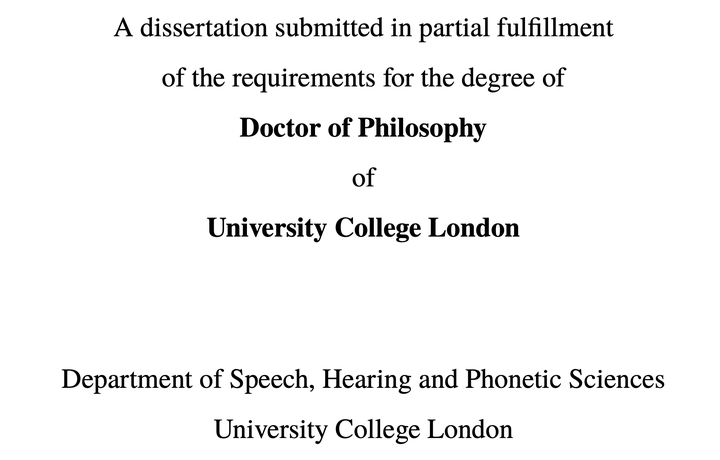 A dissertation submitted in partial fulfillment
of the requirements for the degree of
Doctor of Philosophy
of
University College London
Department of Speech, Hearing and Phonetic Sciences
University College London